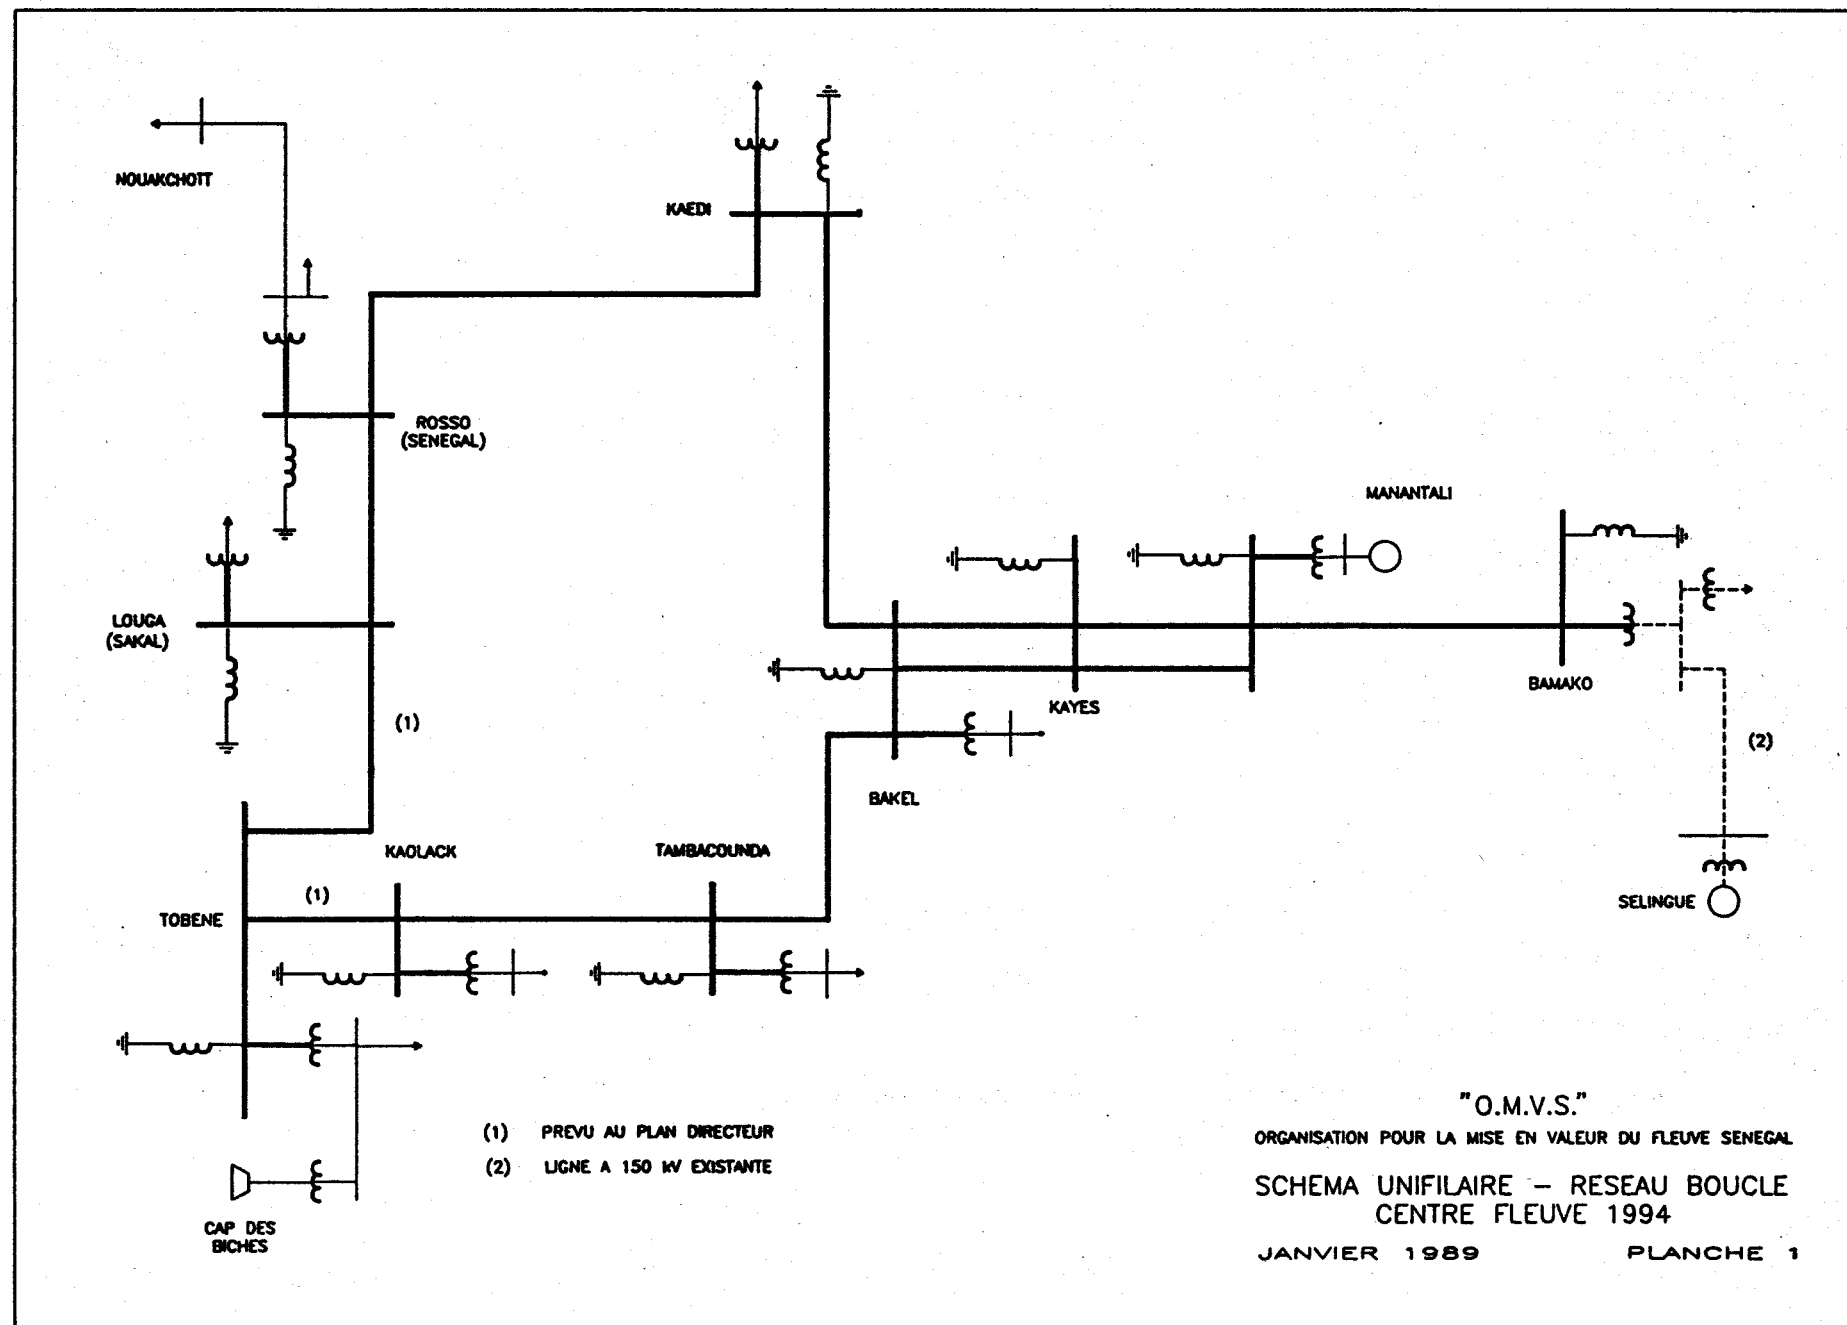 NOUAKCHOTT
KAEDI
ROSSO
(SENEGAL)
MANANTALI
LOUGA
(SAKAL)
(1)
KAYES
BAMAKO
(2)
BAKEL
KAOLACK
TAMBACOUNDA
(1)
TOBENE
SELINGUE
CAP DES
BICHES
(1) PREVU AU PLAN DIRECTEUR
(2) LIGNE A 150 kV EXISTANTE
"O.M.V.S."
ORGANISATION POUR LA MISE EN VALEUR DU FLEUVE SENEGAL
SCHEMA UNIFILAIRE – RESEAU BOUCLE
CENTRE FLEUVE 1994
JANVIER 1989 PLANCHE 1